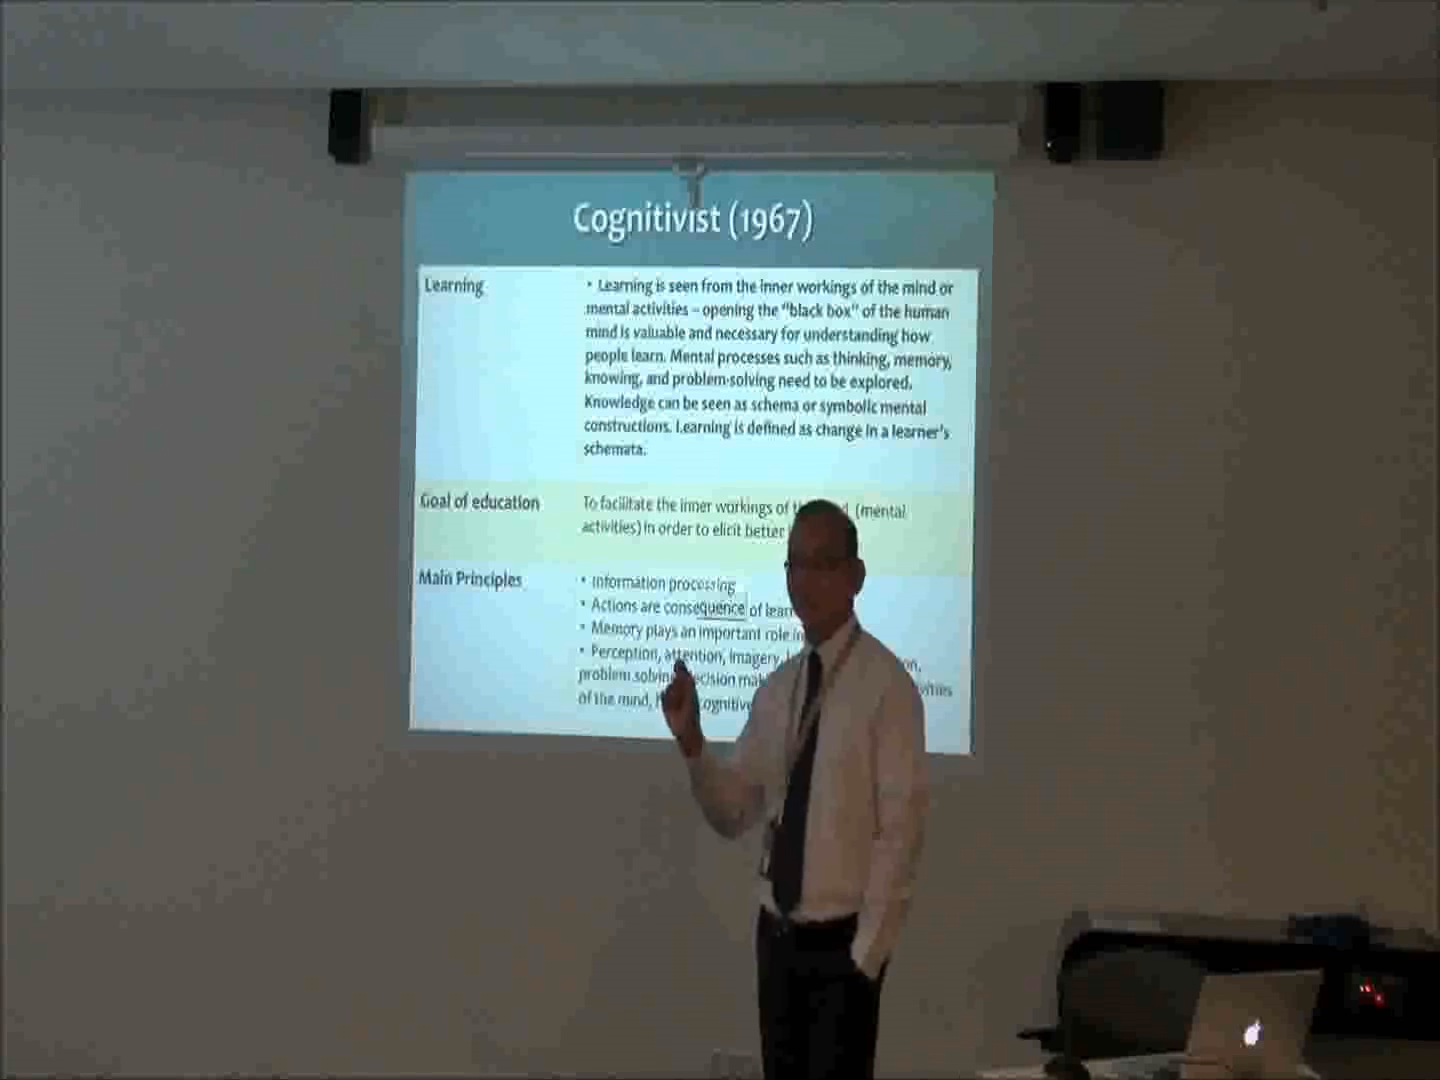 Cognitivist (1967)
Learning
• Learning is seen from the inner workings of the mind or
mental activities – opening the "black box" of the human
mind is valuable and necessary for understanding how
people learn. Mental processes such as thinking, memory,
knowing, and problem-solving need to be explored.
Knowledge can be seen as schema or symbolic mental
constructions. Learning is defined as change in a learner's
schemata.
Goal of education
To facilitate the inner workings of (mental
activities) in order to elicit better
Main Principles
• Information processing
• Actions are consequence of
• Memory plays an important role in
• Perception, attention, imagery,
problem solving
of the mind, cognitive